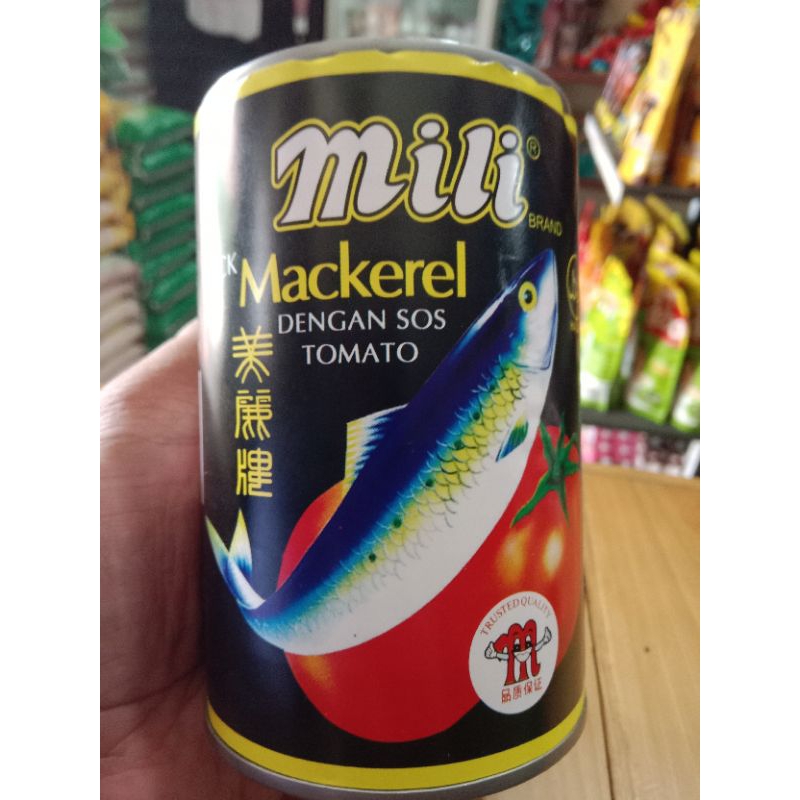 mili®
BRAND
Mackerel
DENGAN SOS
TOMATO
美麗牌
TRUSTED QUALITY
m
品质保证